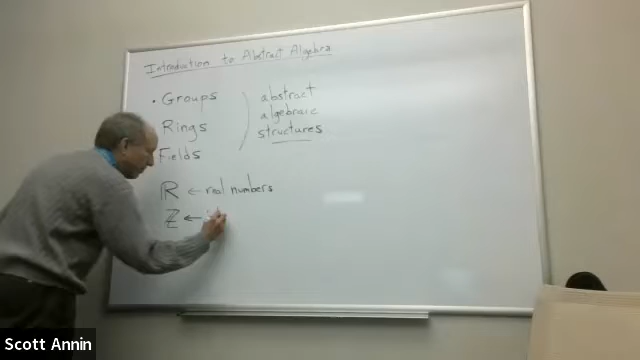 Introduction to Abstract Algebra
• Groups
Rings
Fields
abstract
algebraic
structures
ℝ ← real numbers
ℤ ←
Scott Annin